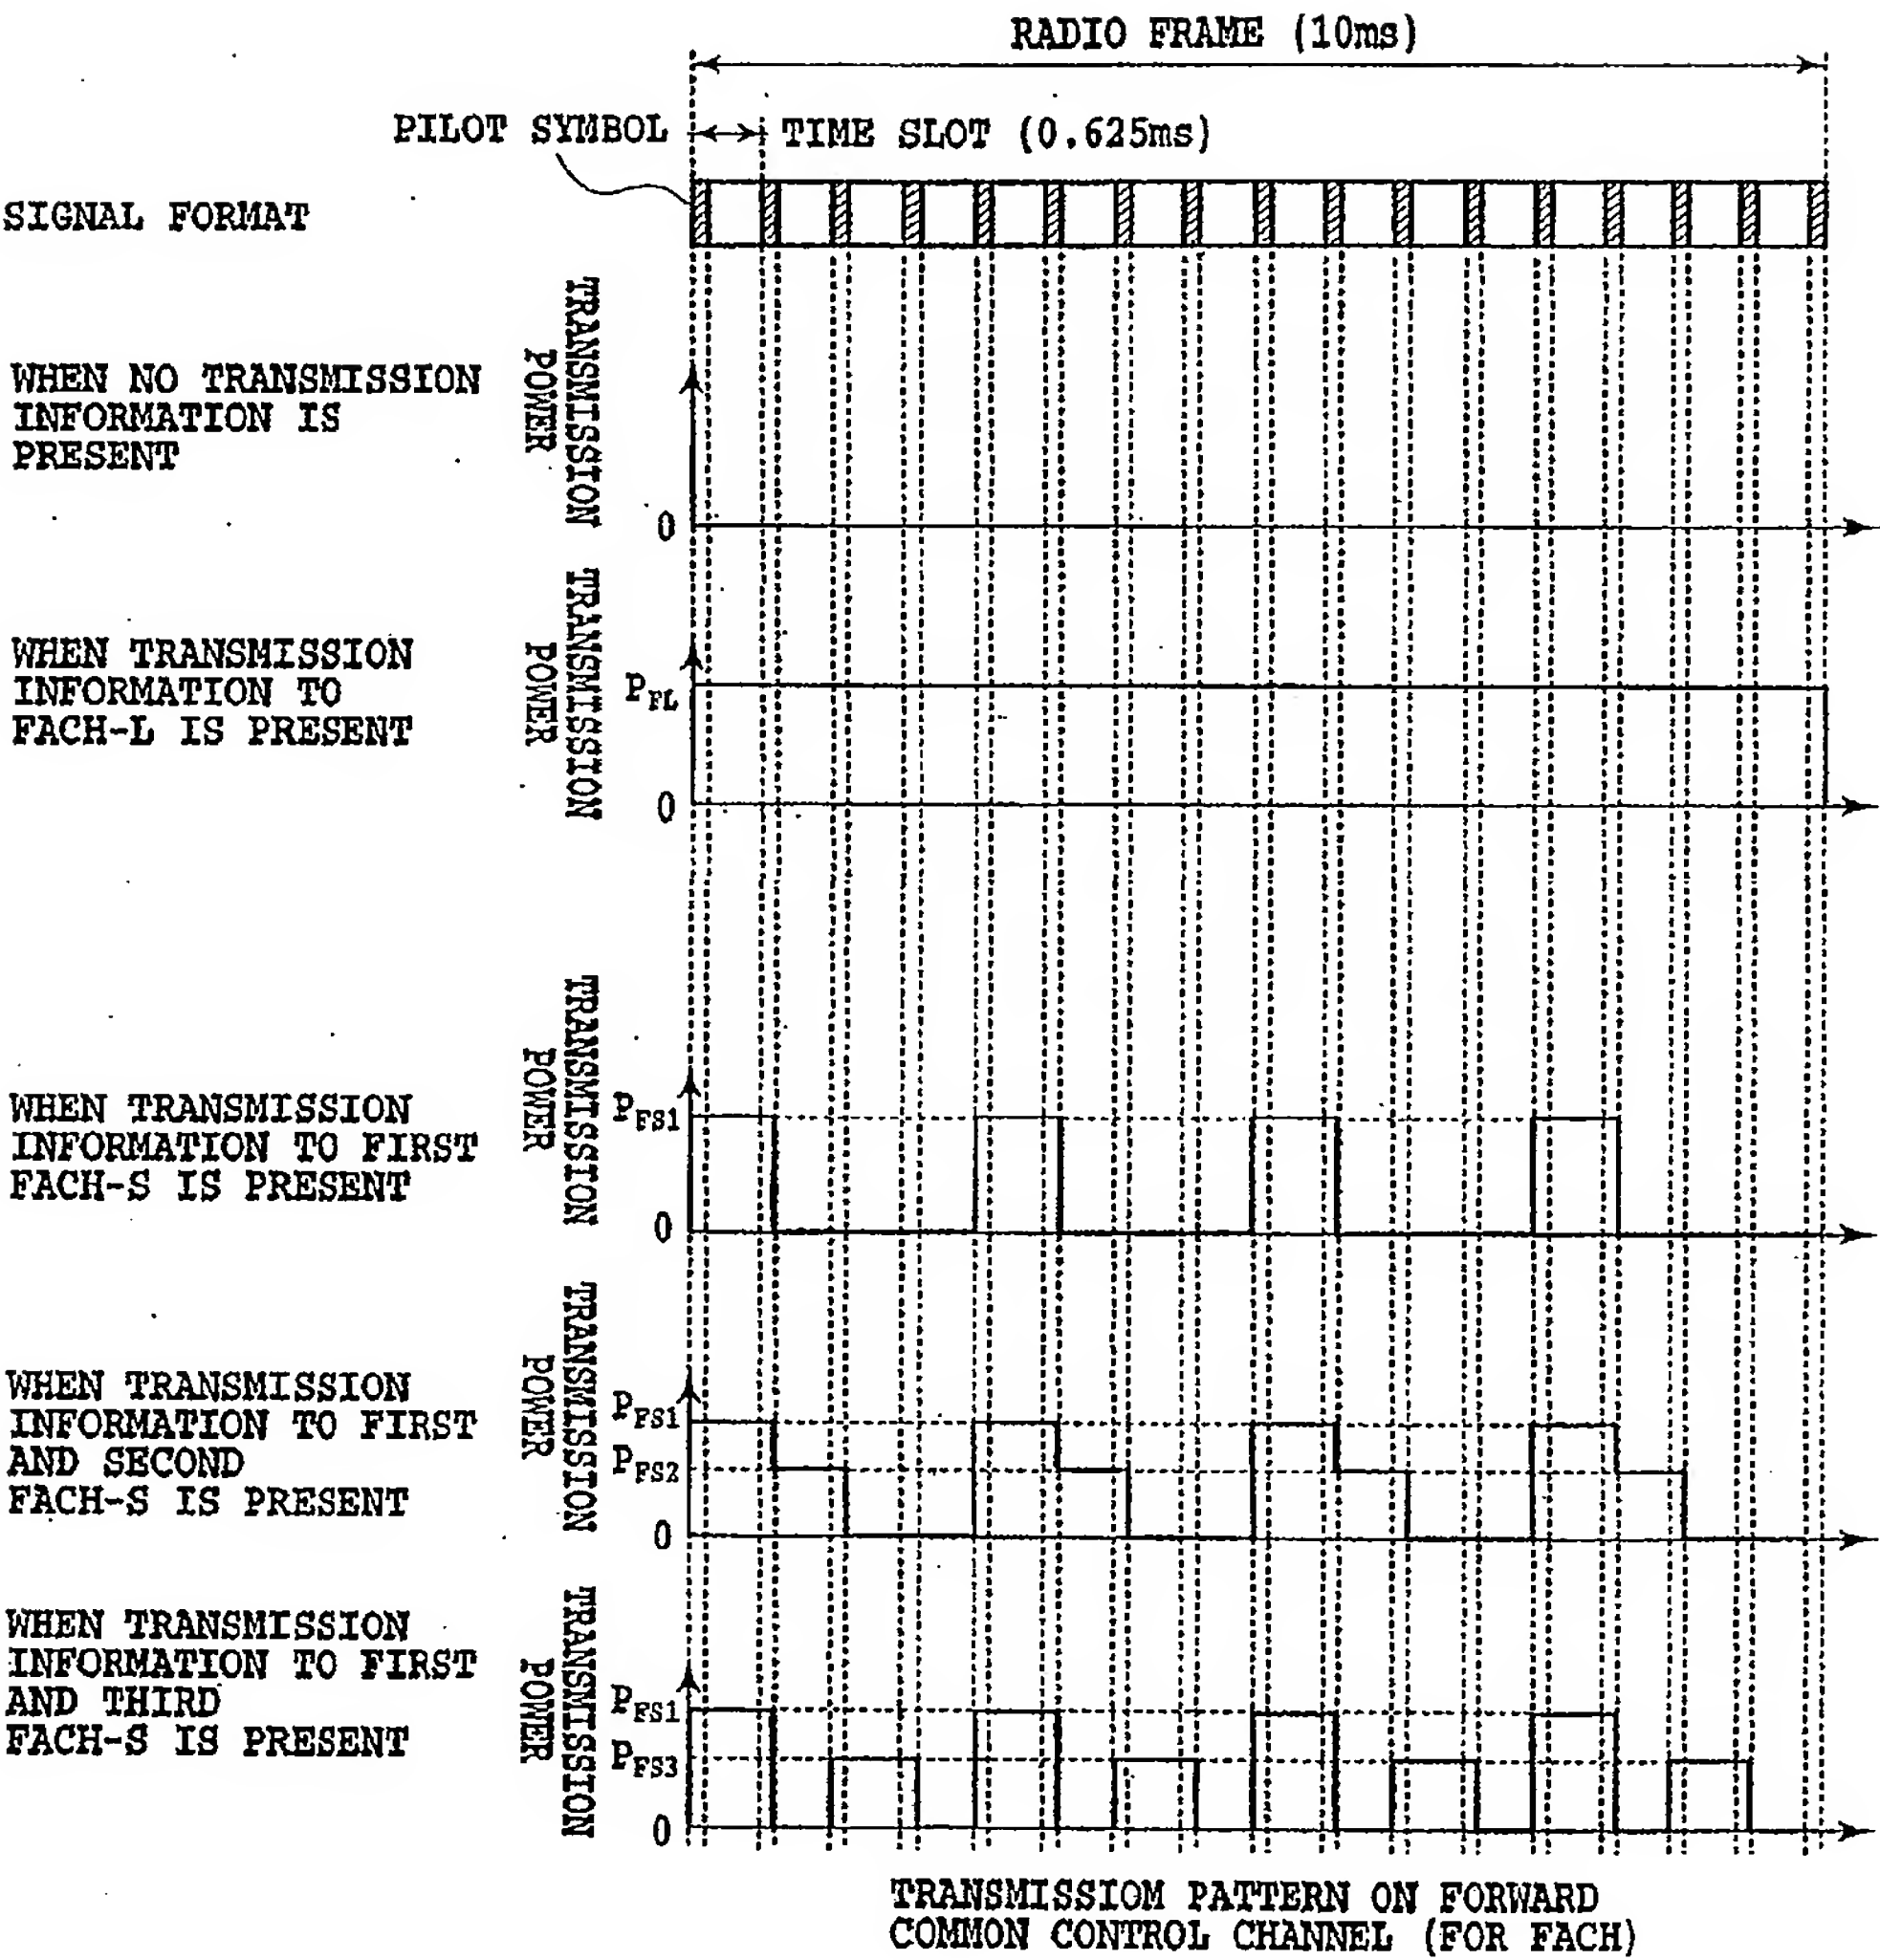 RADIO FRAME (10ms)
PILOT SYMBOL
TIME SLOT (0.625ms)
SIGNAL FORMAT
WHEN NO TRANSMISSION
INFORMATION IS
PRESENT
TRANSMISSION
POWER
0
WHEN TRANSMISSION
INFORMATION TO
FACH-L IS PRESENT
TRANSMISSION
POWER
PFL
0
WHEN TRANSMISSION
INFORMATION TO FIRST
FACH-S IS PRESENT
TRANSMISSION
POWER
PFS1
0
WHEN TRANSMISSION
INFORMATION TO FIRST
AND SECOND
FACH-S IS PRESENT
TRANSMISSION
POWER
PFS1
PFS2
0
WHEN TRANSMISSION
INFORMATION TO FIRST
AND THIRD
FACH-S IS PRESENT
TRANSMISSION
POWER
PFS1
PFS3
0
TRANSMISSIOM PATTERN ON FORWARD
COMMON CONTROL CHANNEL (FOR FACH)